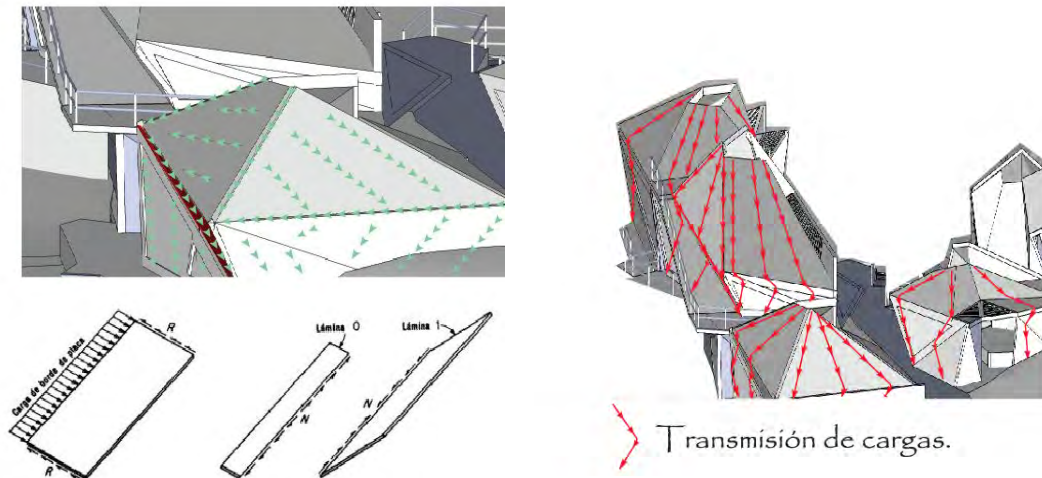 Carga de borde de placa
R
R
Lámina 0
N
Lámina 1
N
Transmisión de cargas.